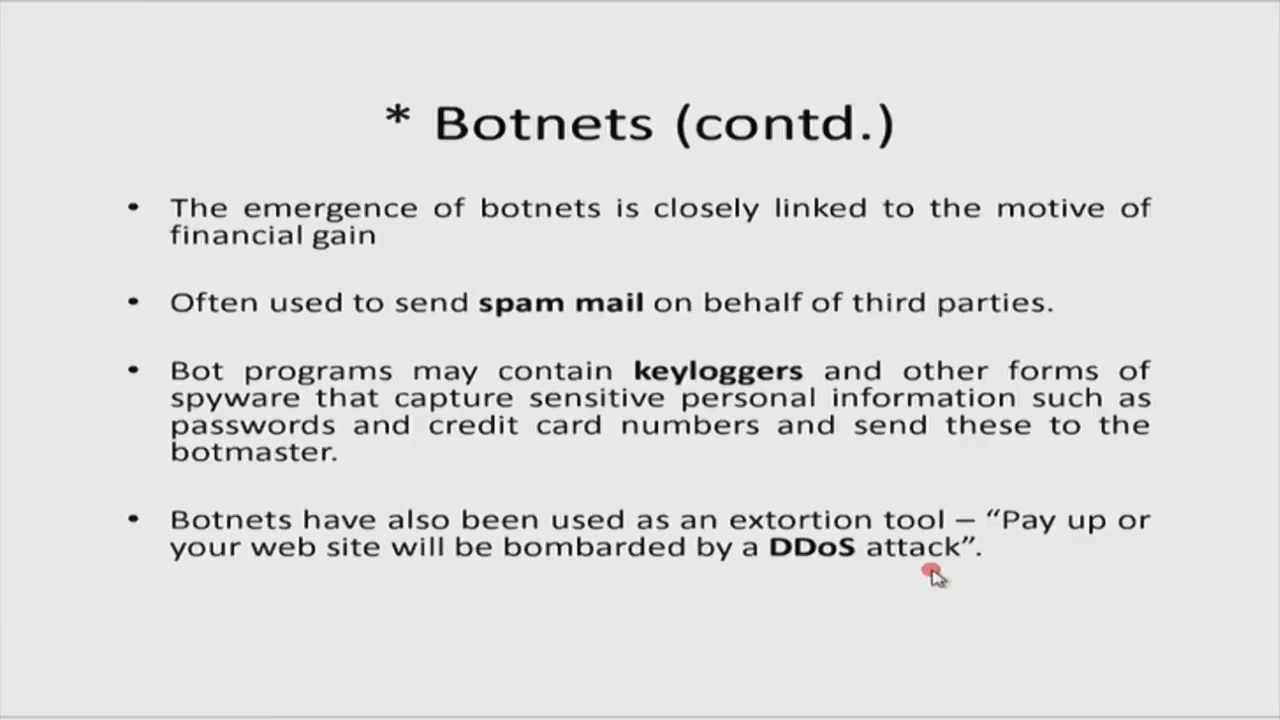 * Botnets (contd.)
• The emergence of botnets is closely linked to the motive of
financial gain
• Often used to send spam mail on behalf of third parties.
• Bot programs may contain keyloggers and other forms of
spyware that capture sensitive personal information such as
passwords and credit card numbers and send these to the
botmaster.
• Botnets have also been used as an extortion tool – “Pay up or
your web site will be bombarded by a DDoS attack”.